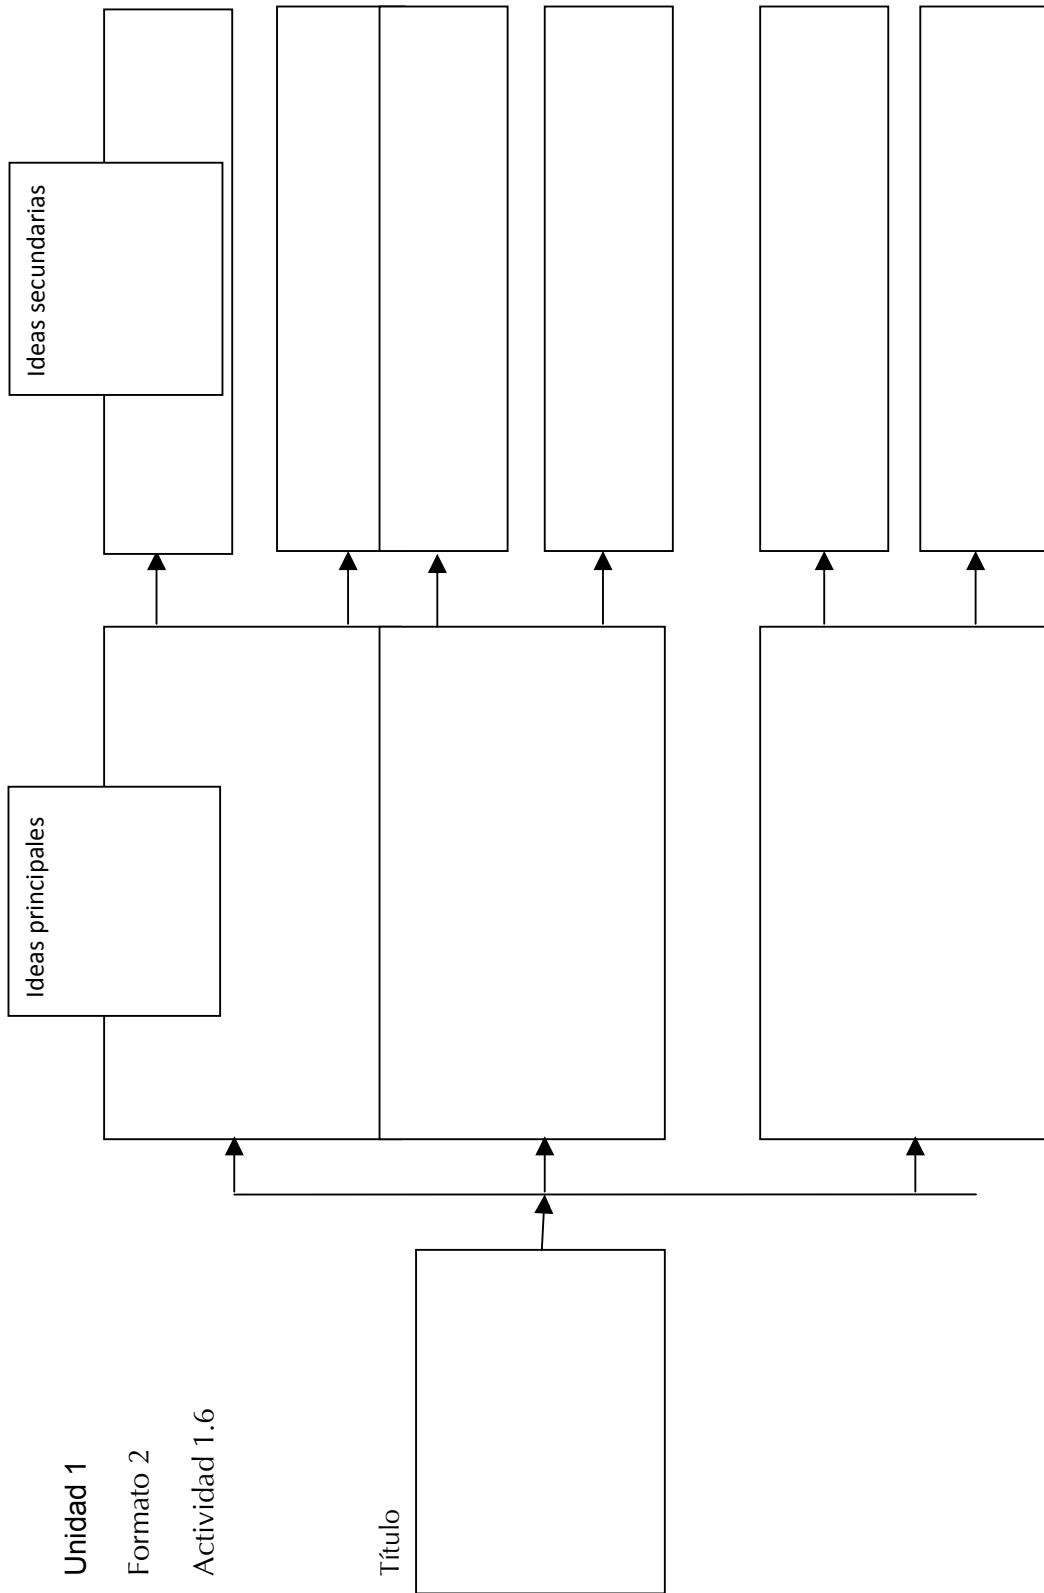 Unidad 1
Formato 2
Actividad 1.6
Título
Ideas principales
Ideas secundarias